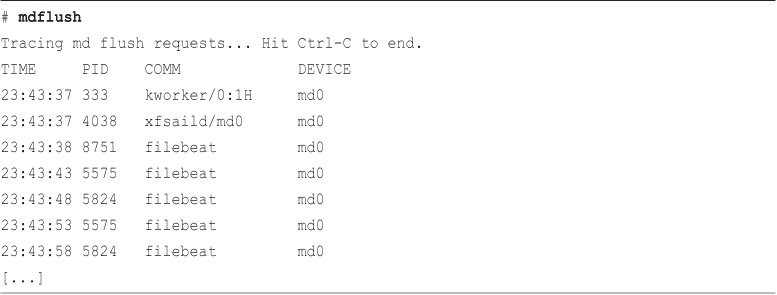 # mdflush
Tracing md flush requests... Hit Ctrl-C to end.
TIME     PID    COMM             DEVICE
23:43:37 333    kworker/0:1H     md0
23:43:37 4038   xfsaild/md0      md0
23:43:38 8751   filebeat         md0
23:43:43 5575   filebeat         md0
23:43:48 5824   filebeat         md0
23:43:53 5575   filebeat         md0
23:43:58 5824   filebeat         md0
[...]